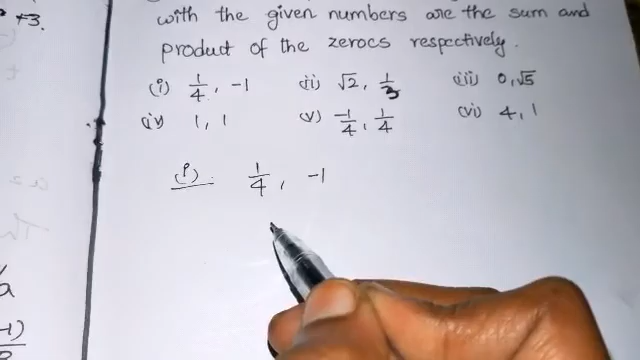 +3.
with the given numbers are the sum and
product of the zeroes respectively.
(i) 1/4, -1 (ii) √2, 1/3 (iii) 0, √5
(iv) 1, 1 (v) -1/4, 1/4 (vi) 4, 1
(i). 1/4, -1